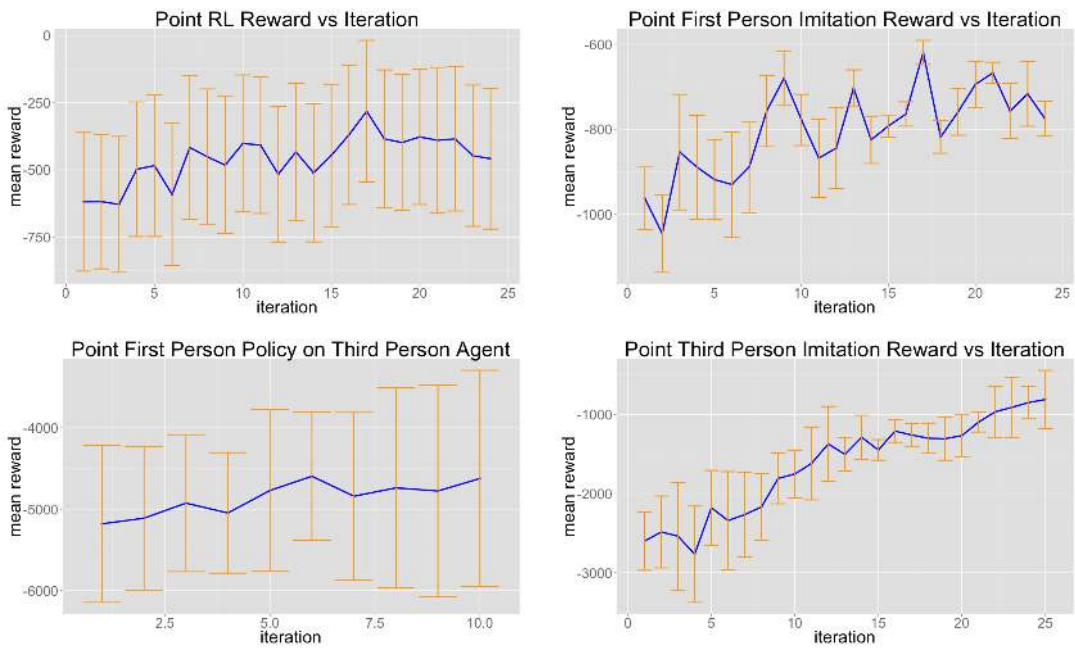 Point RL Reward vs Iteration
0
-250
-500
-750
mean reward
0 5 10 15 20 25
iteration
Point First Person Imitation Reward vs Iteration
-600
-800
-1000
mean reward
0 5 10 15 20 25
iteration
Point First Person Policy on Third Person Agent
-4000
-5000
-6000
mean reward
2.5 5.0 7.5 10.0
iteration
Point Third Person Imitation Reward vs Iteration
-1000
-2000
-3000
mean reward
0 5 10 15 20 25
iteration